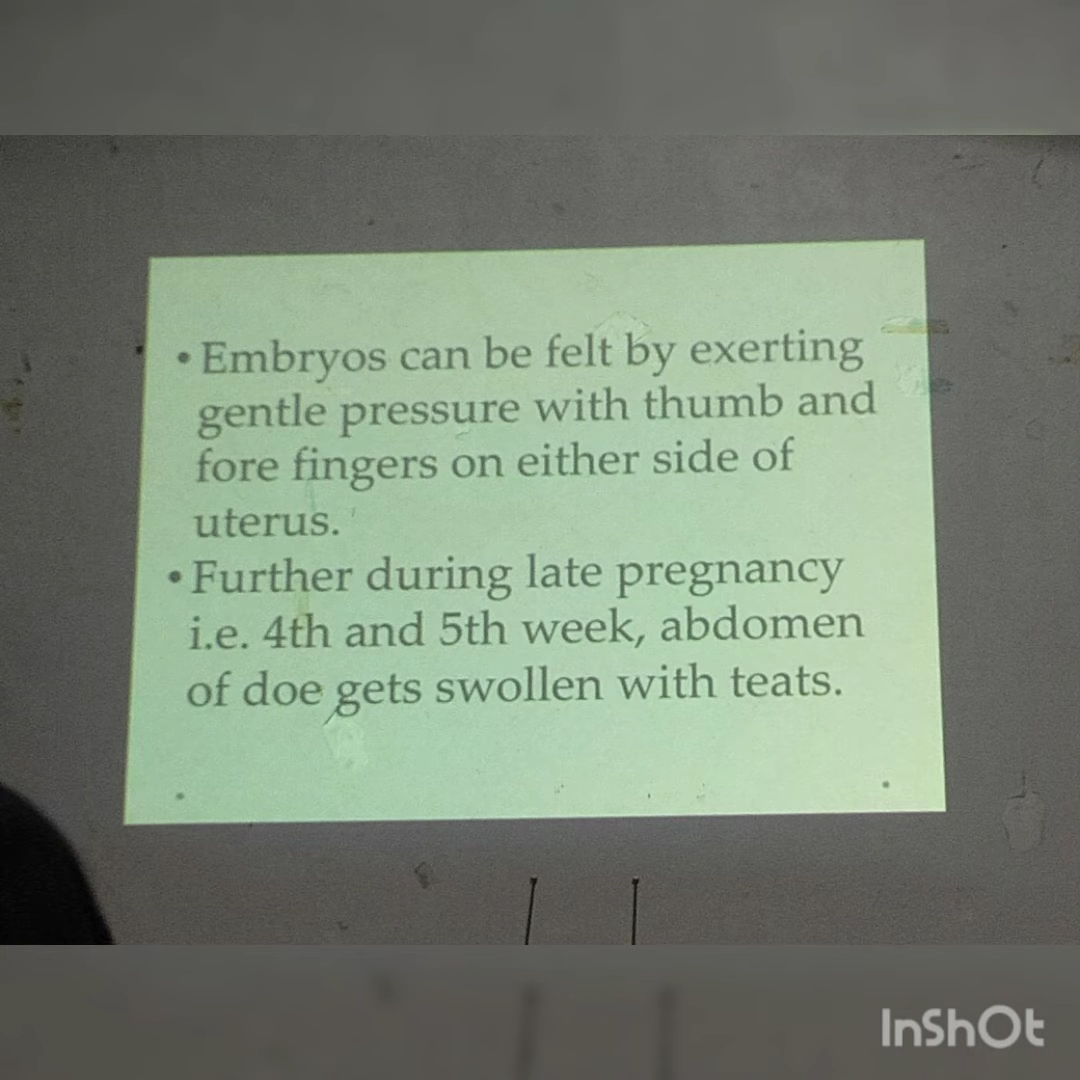 • Embryos can be felt by exerting
gentle pressure with thumb and
fore fingers on either side of
uterus.
• Further during late pregnancy
i.e. 4th and 5th week, abdomen
of doe gets swollen with teats.
InShOt